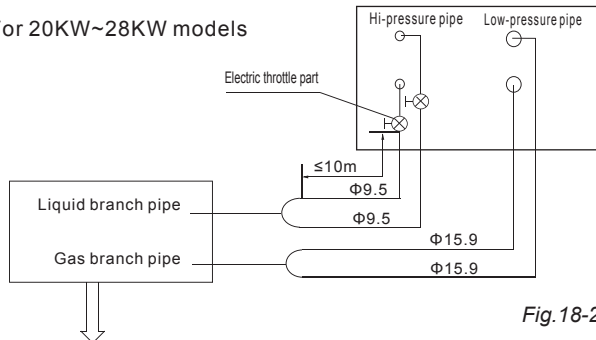 or 20KW~28KW models
Hi-pressure pipe
Low-pressure pipe
Electric throttle part
≤10m
Φ9.5
Φ9.5
Liquid branch pipe
Gas branch pipe
Φ15.9
Φ15.9
Fig.18-2